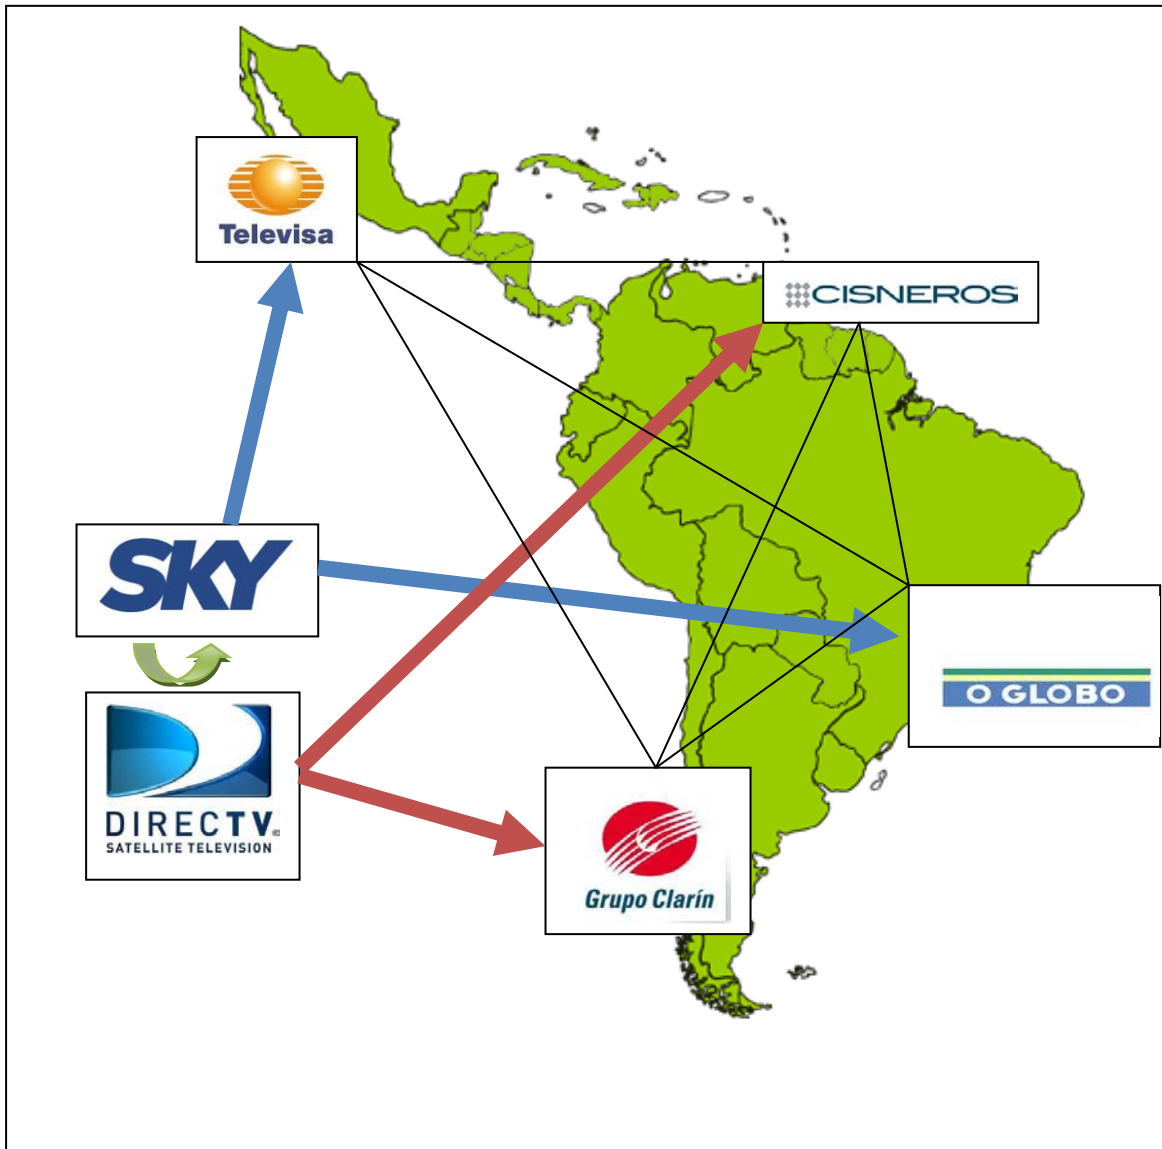 Televisa
CISNEROS
SKY
O GLOBO
DIRECTV
SATELLITE TELEVISION
Grupo Clarín